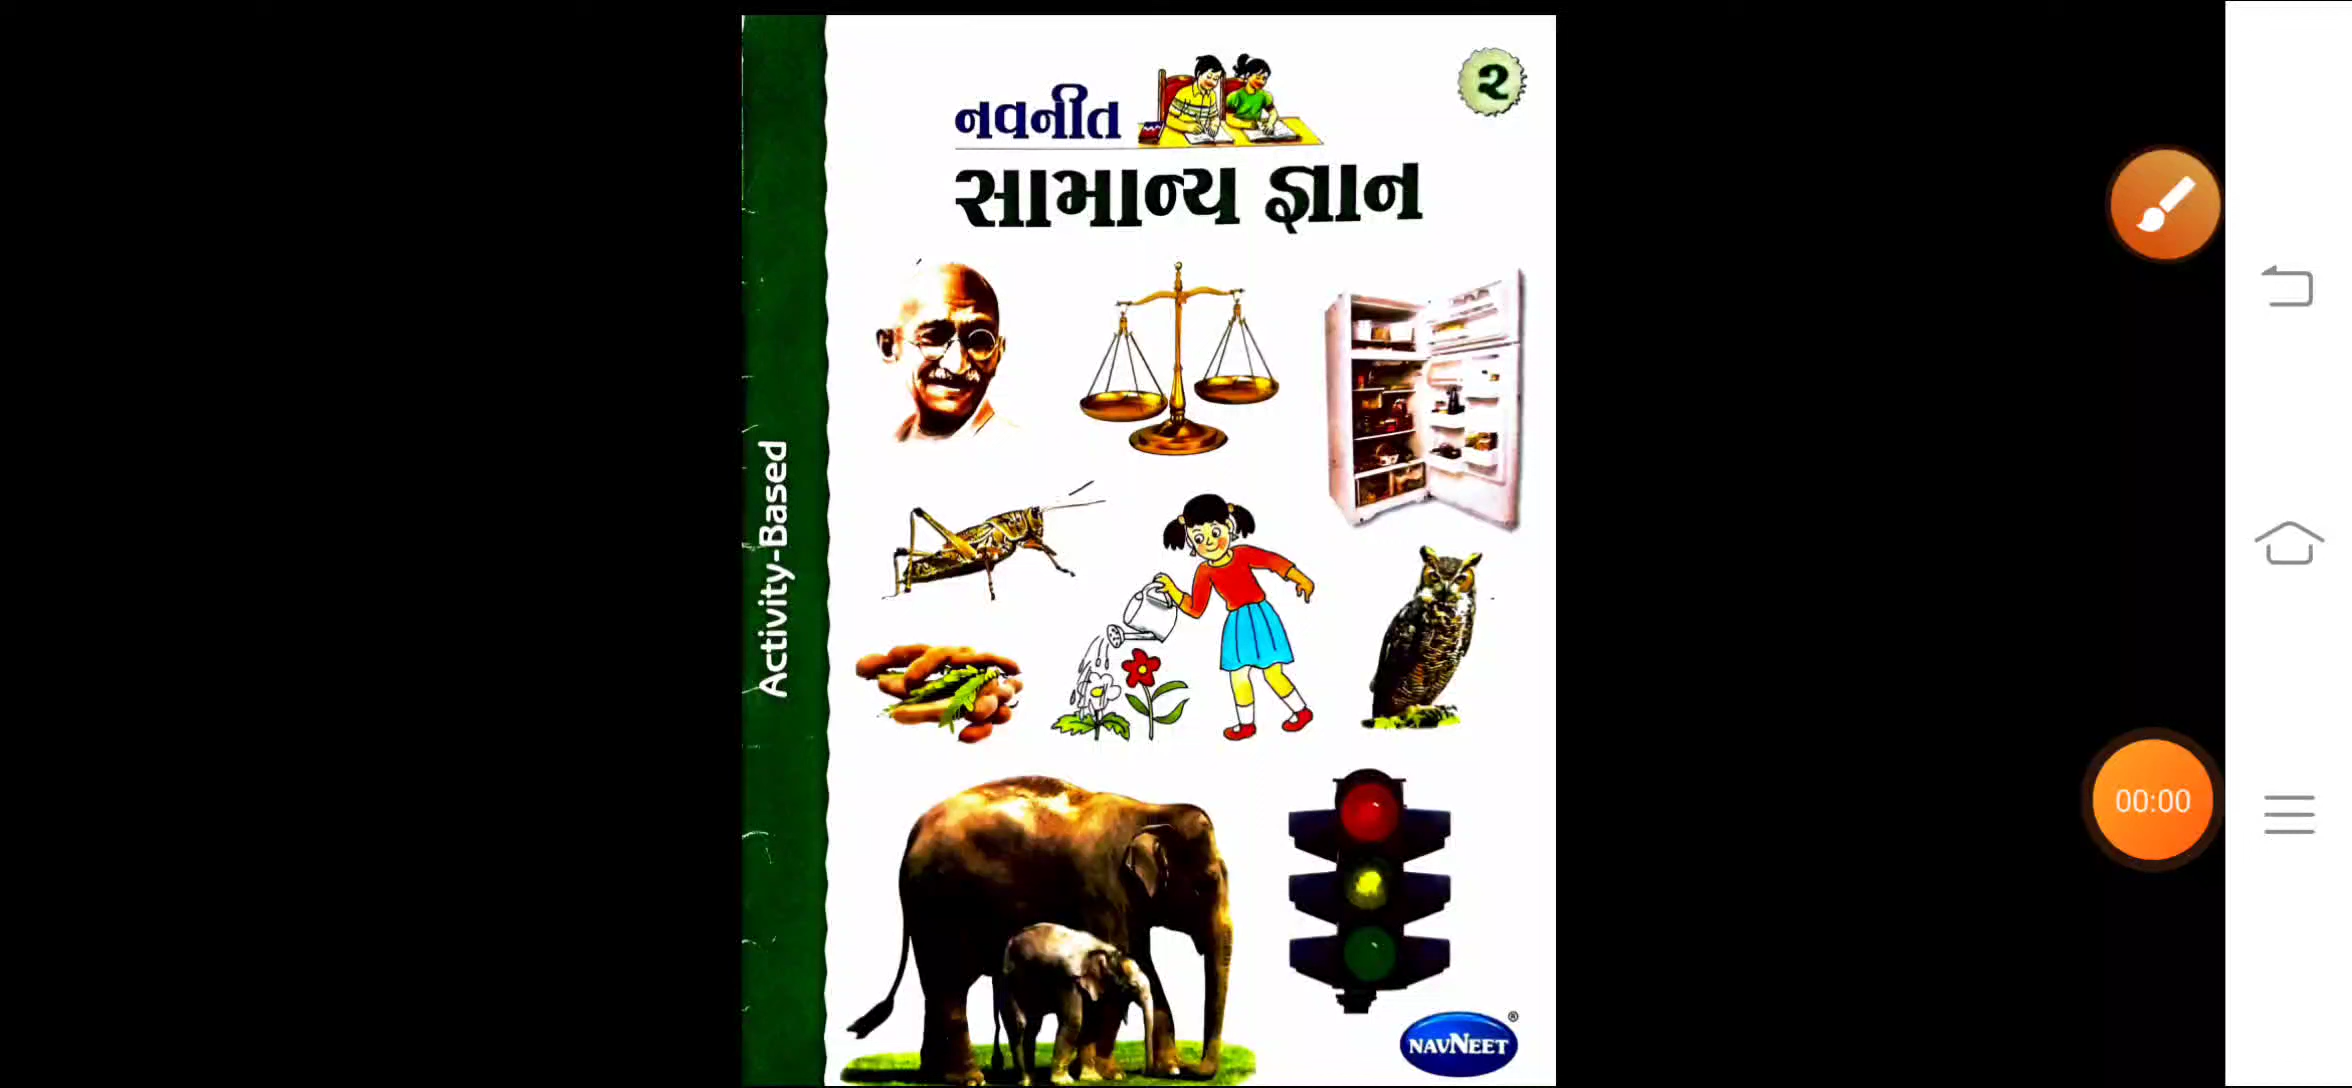 ૨
નવનીત
સામાન્ય જ્ઞાન
Activity-Based
00:00
NAVNEET
®